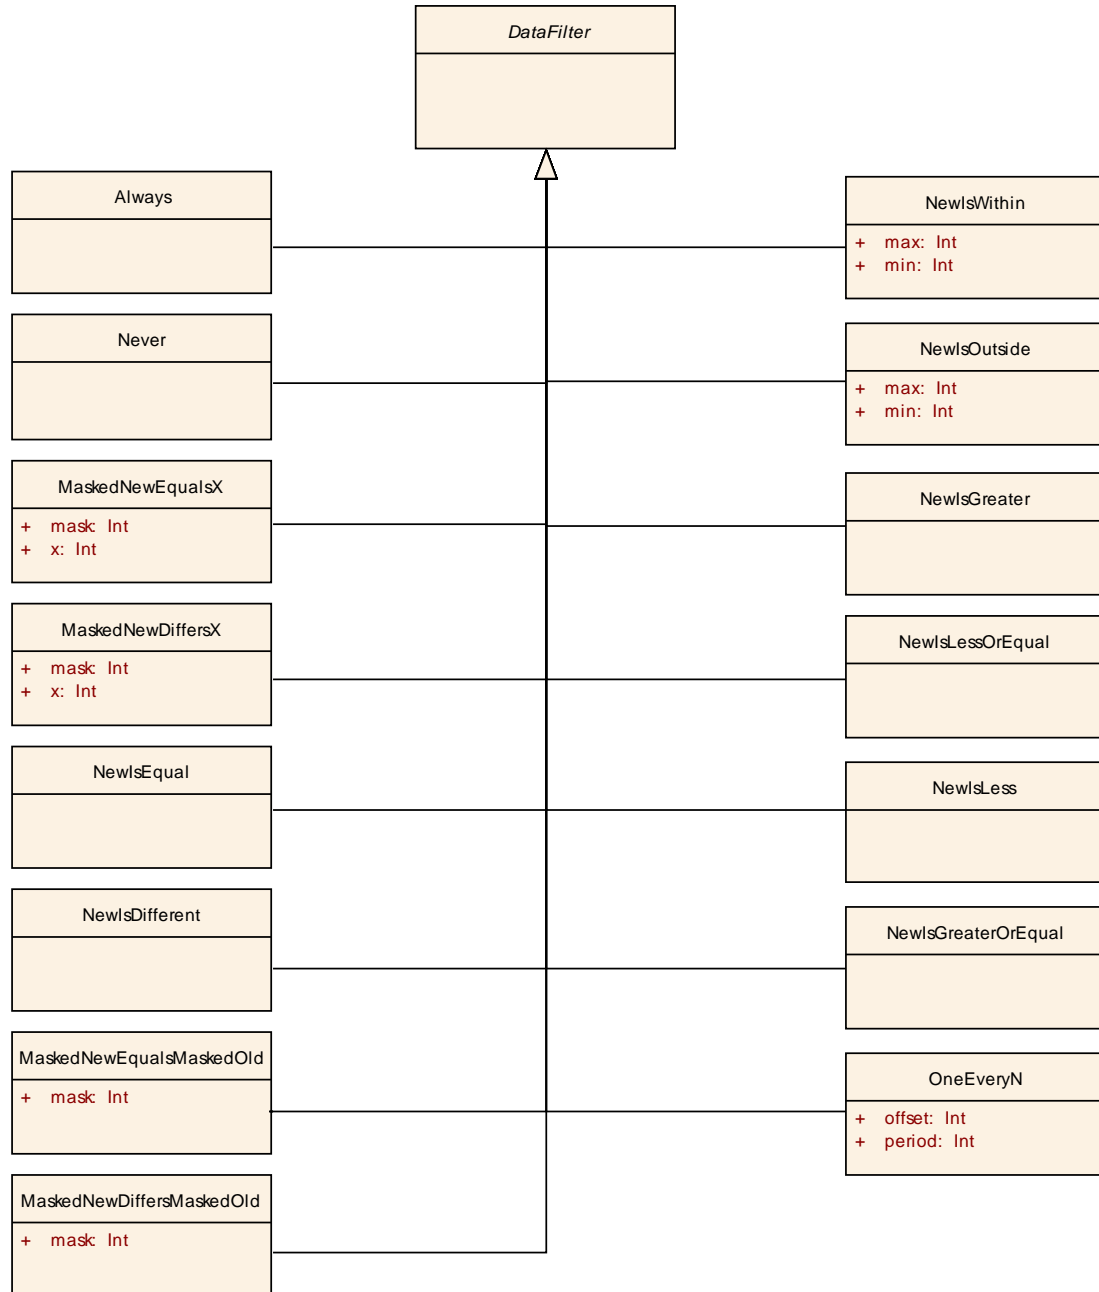 DataFilter
Always
Never
MaskedNewEqualsX
+ mask: Int
+ x: Int
MaskedNewDiffersX
+ mask: Int
+ x: Int
NewIsEqual
NewIsDifferent
MaskedNewEqualsMaskedOld
+ mask: Int
MaskedNewDiffersMaskedOld
+ mask: Int
NewIsWithin
+ max: Int
+ min: Int
NewIsOutside
+ max: Int
+ min: Int
NewIsGreater
NewIsLessOrEqual
NewIsLess
NewIsGreaterOrEqual
OneEveryN
+ offset: Int
+ period: Int